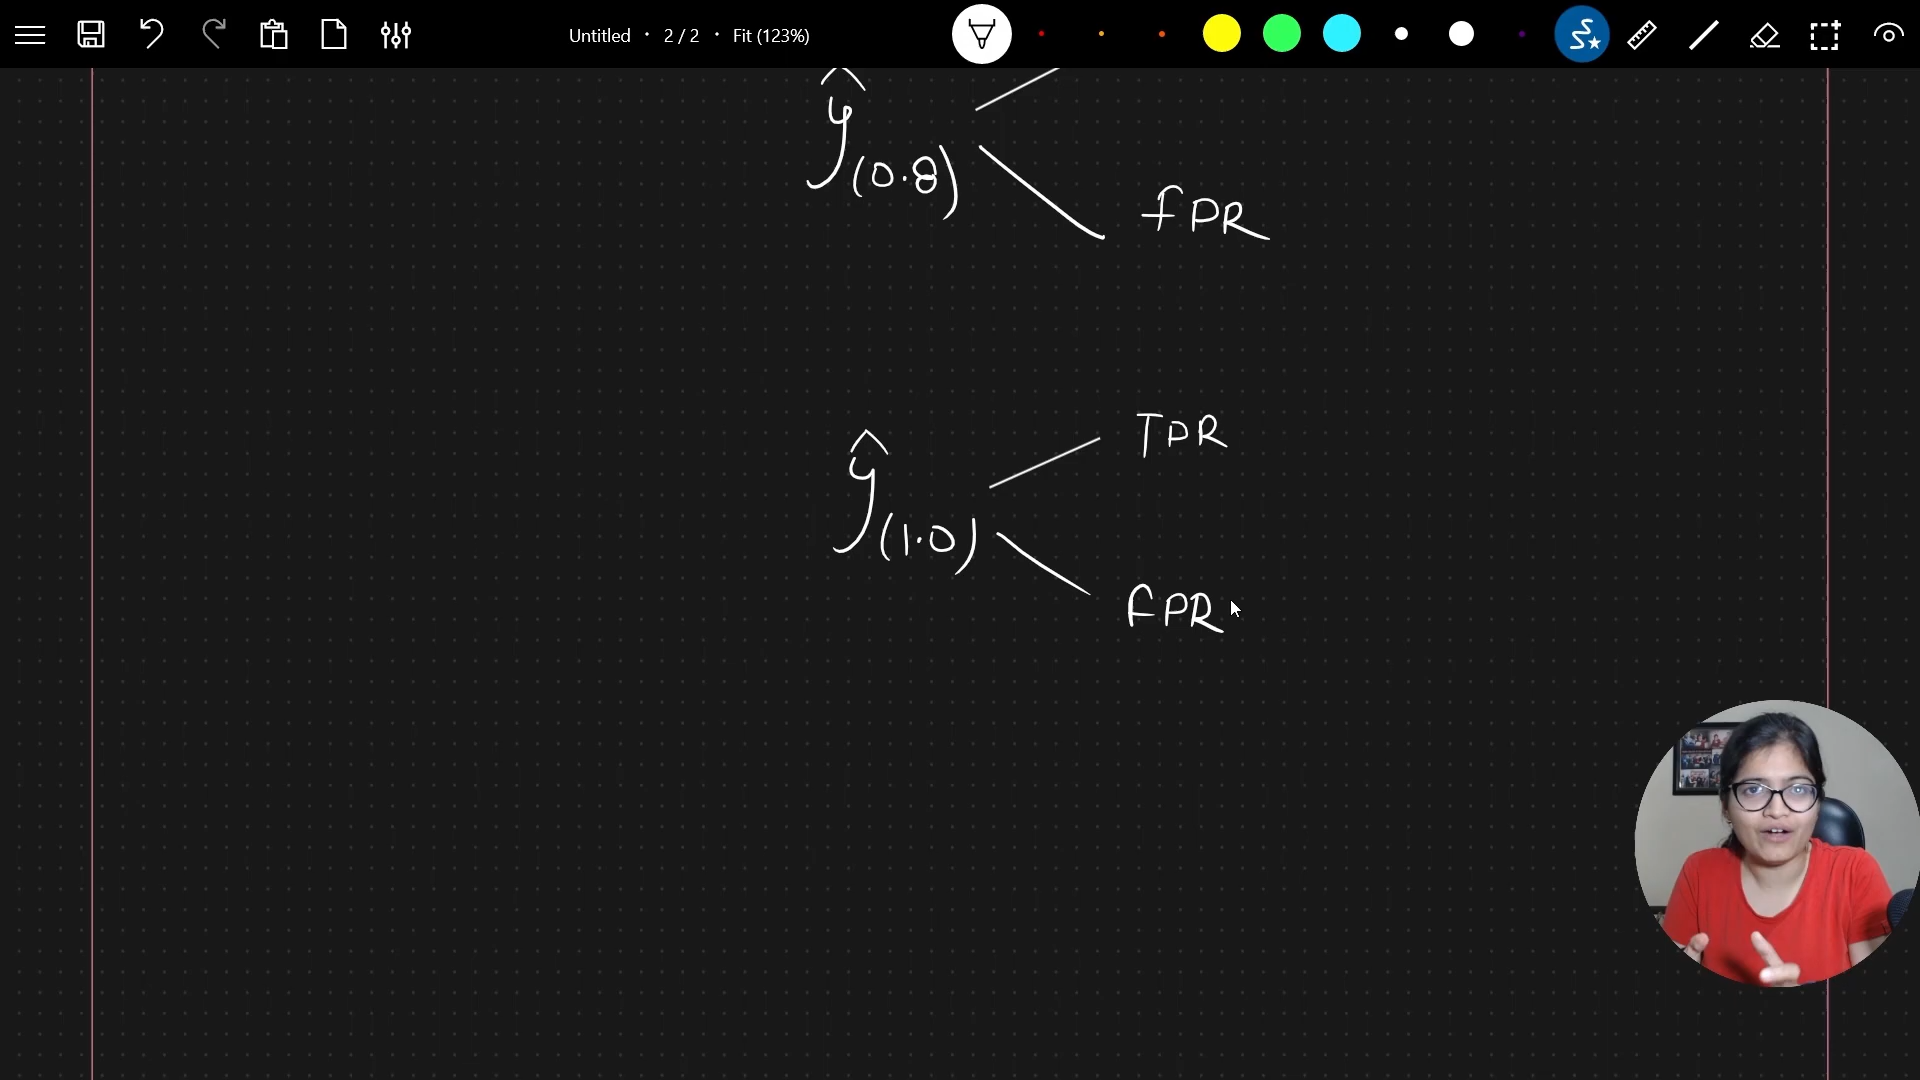 Untitled • 2 / 2 • Fit (123%)
ŷ(0.8)
fPR
TPR
ŷ(1.0)
fPR